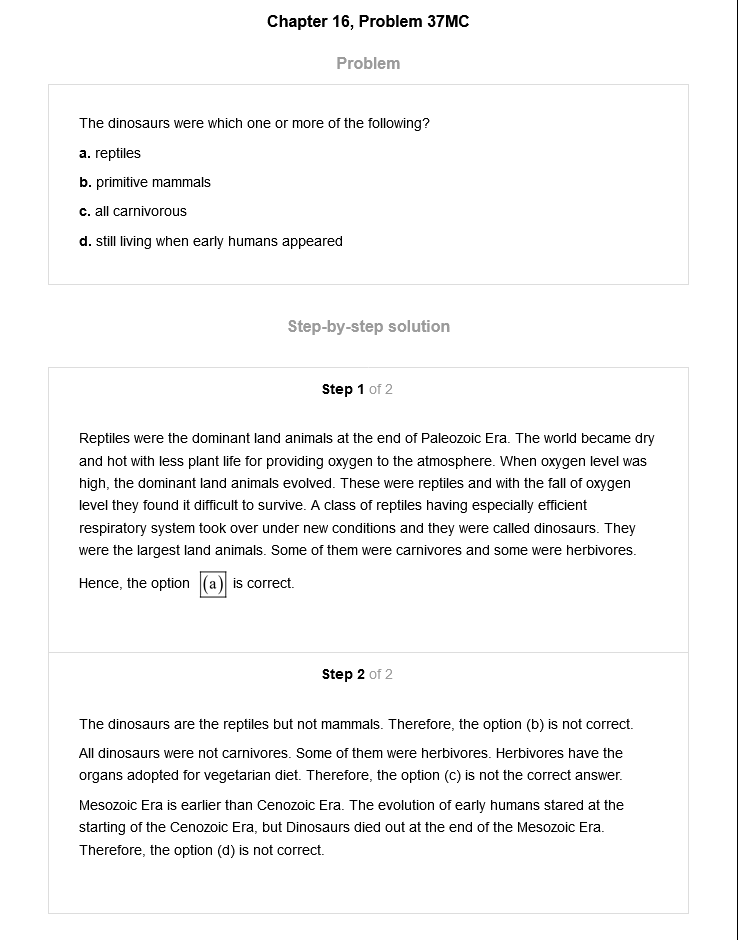 Chapter 16, Problem 37MC
Problem
The dinosaurs were which one or more of the following?
a. reptiles
b. primitive mammals
c. all carnivorous
d. still living when early humans appeared
Step-by-step solution
Step 1 of 2
Reptiles were the dominant land animals at the end of Paleozoic Era. The world became dry
and hot with less plant life for providing oxygen to the atmosphere. When oxygen level was
high, the dominant land animals evolved. These were reptiles and with the fall of oxygen
level they found it difficult to survive. A class of reptiles having especially efficient
respiratory system took over under new conditions and they were called dinosaurs. They
were the largest land animals. Some of them were carnivores and some were herbivores.
Hence, the option (a) is correct.
Step 2 of 2
The dinosaurs are the reptiles but not mammals. Therefore, the option (b) is not correct.
All dinosaurs were not carnivores. Some of them were herbivores. Herbivores have the
organs adopted for vegetarian diet. Therefore, the option (c) is not the correct answer.
Mesozoic Era is earlier than Cenozoic Era. The evolution of early humans stared at the
starting of the Cenozoic Era, but Dinosaurs died out at the end of the Mesozoic Era.
Therefore, the option (d) is not correct.